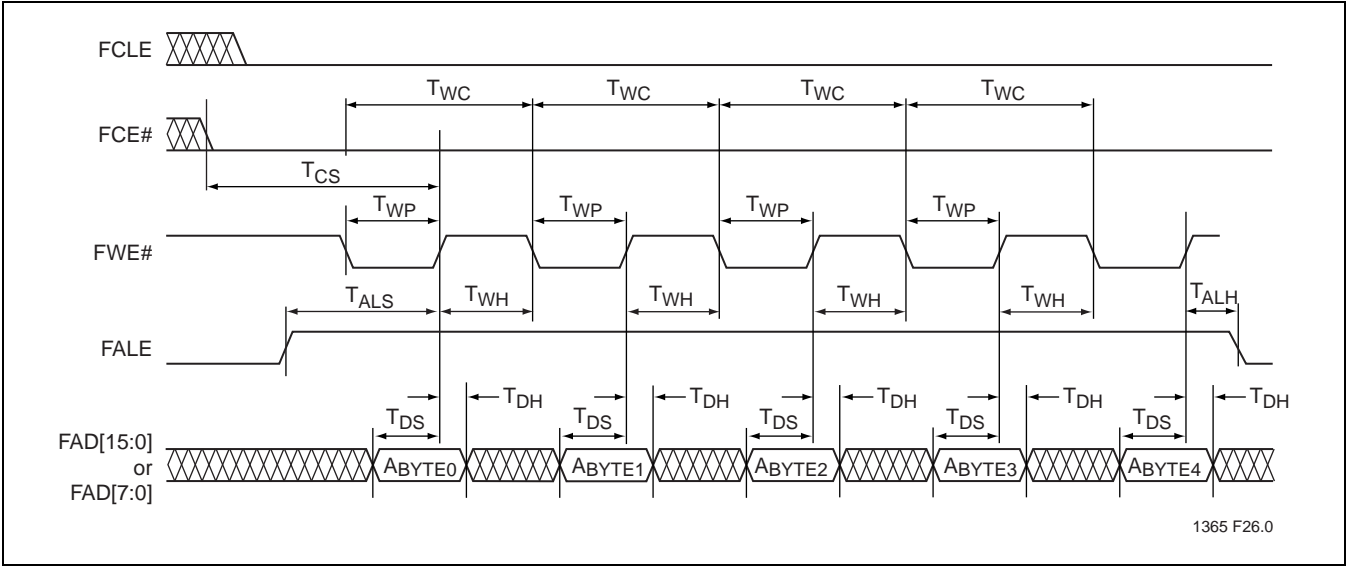 FCLE
TWC TWC TWC TWC
FCE#
TCS
TWP TWP TWP TWP
FWE#
TALS TWH TWH TWH TWH TALH
FALE
TDH TDH TDH TDH TDH
TDS TDS TDS TDS TDS
FAD[15:0]
or
FAD[7:0]
ABYTE0 ABYTE1 ABYTE2 ABYTE3 ABYTE4
1365 F26.0